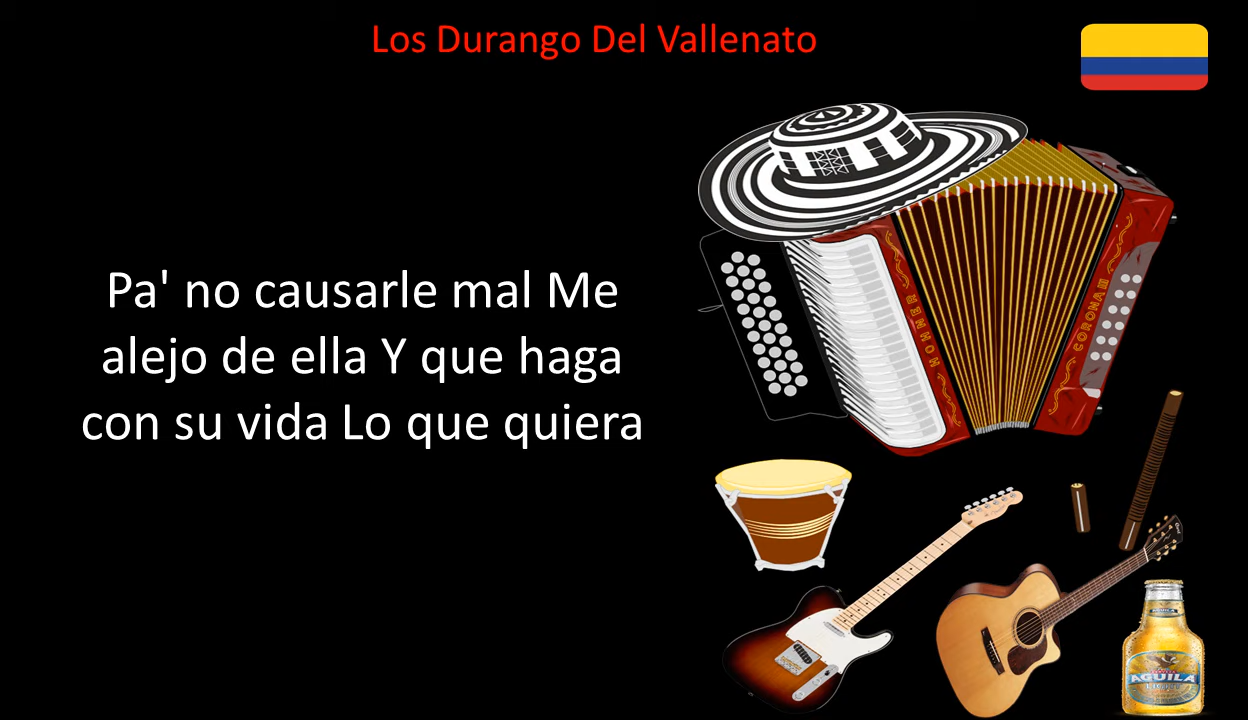 Los Durango Del Vallenato
Pa' no causarle mal Me
alejo de ella Y que haga
con su vida Lo que quiera
HOHNER
CORONA III
AGUILA